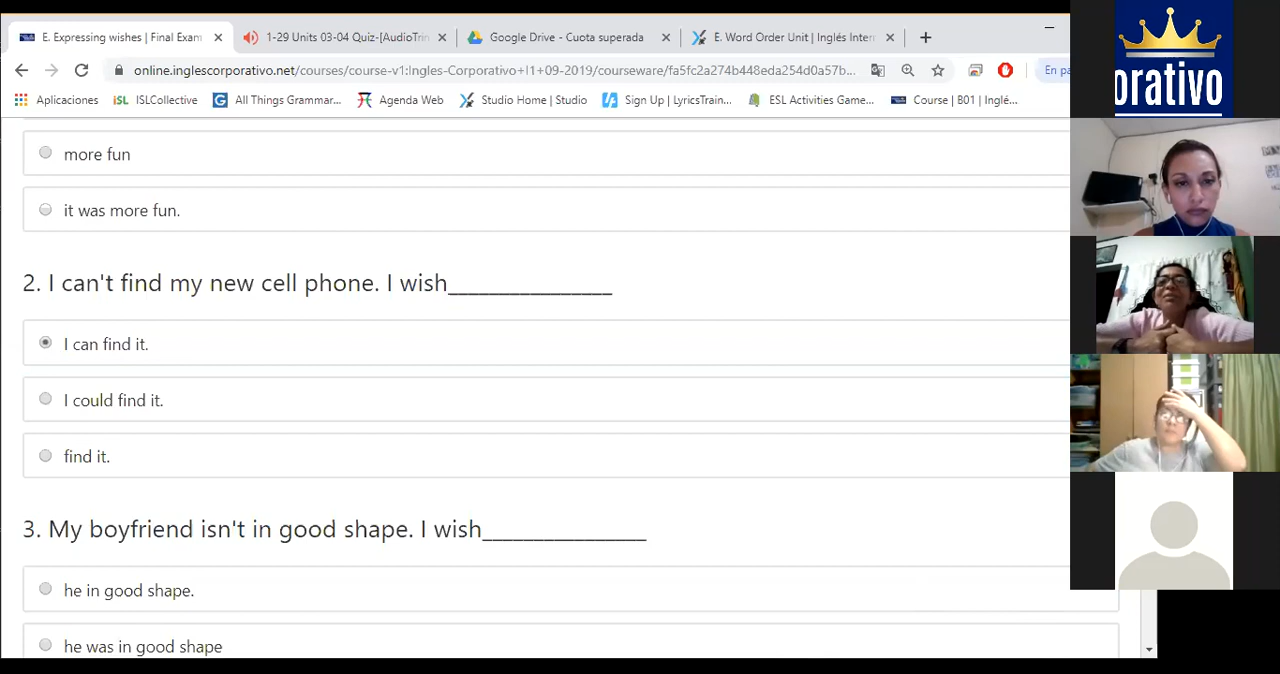 E. Expressing wishes | Final Exam
1-29 Units 03-04 Quiz-[AudioTrin
Google Drive - Cuota superada
E. Word Order Unit | Inglés Inter
online.inglescorporativo.net/courses/course-v1:Ingles-Corporativo+I1+09-2019/courseware/fa5fc2a274b448eda254d0a57b...
En pa
Aplicaciones
iSL ISLCollective
G All Things Grammar...
Agenda Web
Studio Home | Studio
Sign Up | LyricsTrain...
ESL Activities Game...
Course | B01 | Inglé...
orativo
more fun
it was more fun.
2. I can't find my new cell phone. I wish_______________
I can find it.
I could find it.
find it.
3. My boyfriend isn't in good shape. I wish_______________
he in good shape.
he was in good shape